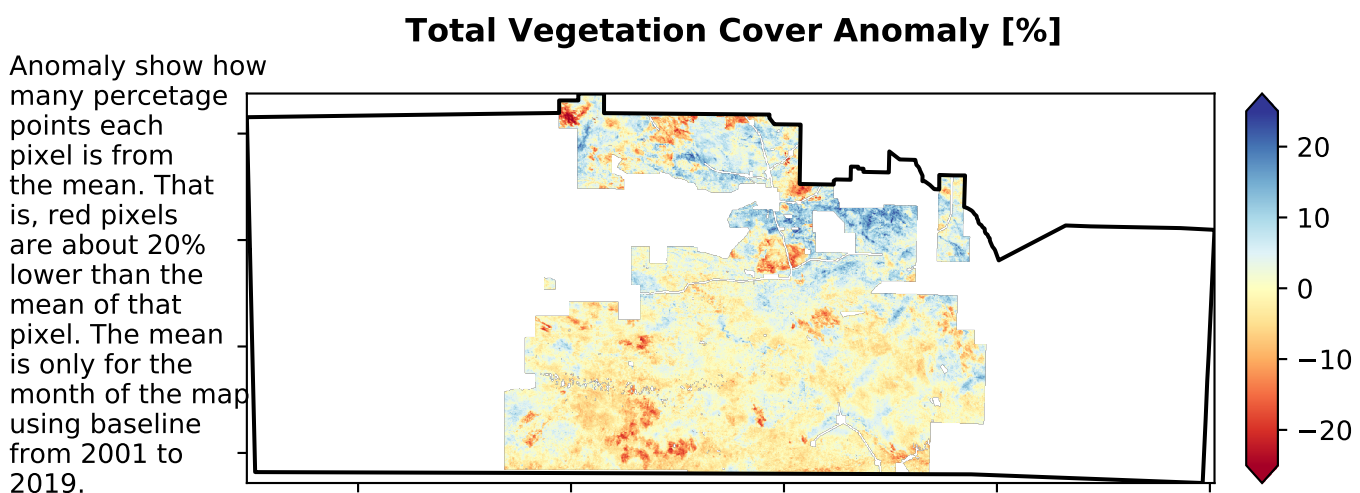 Total Vegetation Cover Anomaly [%]
Anomaly show how
many percetage
points each
pixel is from
the mean. That
is, red pixels
are about 20%
lower than the
mean of that
pixel. The mean
is only for the
month of the map
using baseline
from 2001 to
2019.
20
10
0
−10
−20